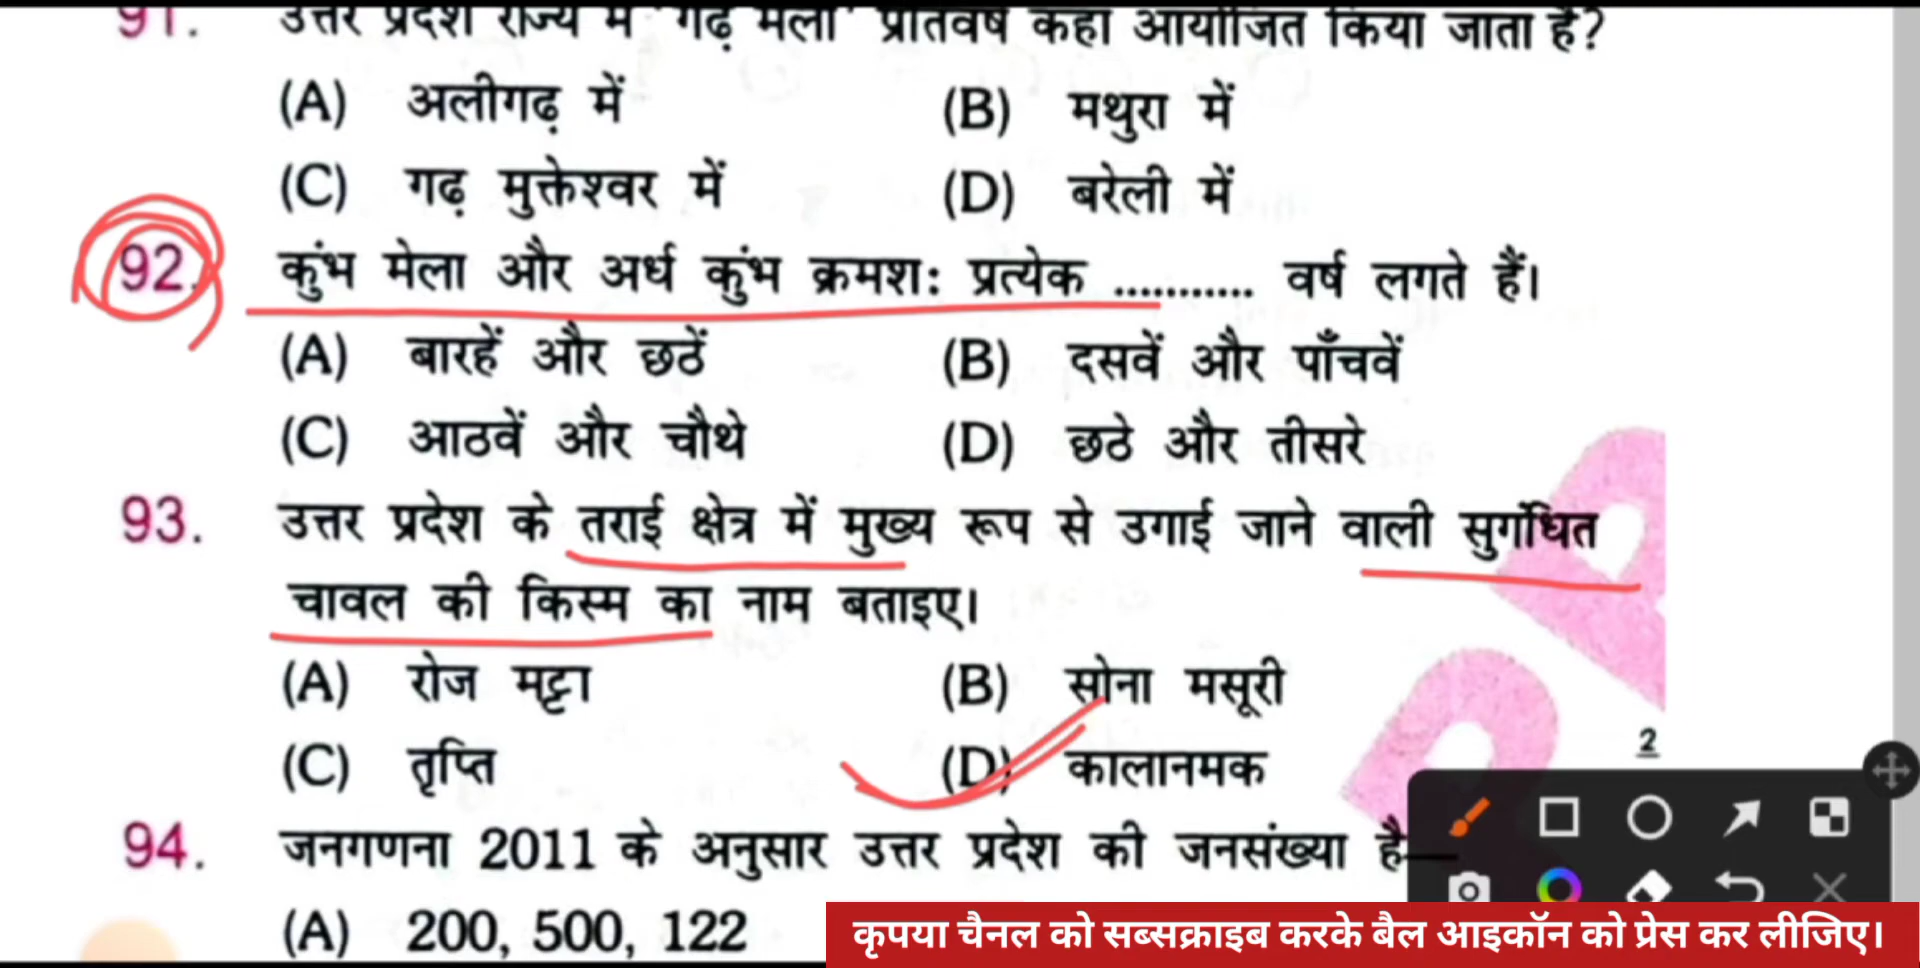 91. उत्तर प्रदेश राज्य में 'गढ़ मेला' प्रतिवर्ष कहाँ आयोजित किया जाता है?
(A) अलीगढ़ में (B) मथुरा में
(C) गढ़ मुक्तेश्वर में (D) बरेली में
92. कुंभ मेला और अर्ध कुंभ क्रमशः प्रत्येक ........... वर्ष लगते हैं।
(A) बारहें और छठें (B) दसवें और पाँचवें
(C) आठवें और चौथे (D) छठे और तीसरे
93. उत्तर प्रदेश के तराई क्षेत्र में मुख्य रूप से उगाई जाने वाली सुगंधित
चावल की किस्म का नाम बताइए।
(A) रोज मट्टा (B) सोना मसूरी
(C) तृप्ति (D) कालानमक
2
94. जनगणना 2011 के अनुसार उत्तर प्रदेश की जनसंख्या है—
(A) 200, 500, 122
कृपया चैनल को सब्सक्राइब करके बैल आइकॉन को प्रेस कर लीजिए।